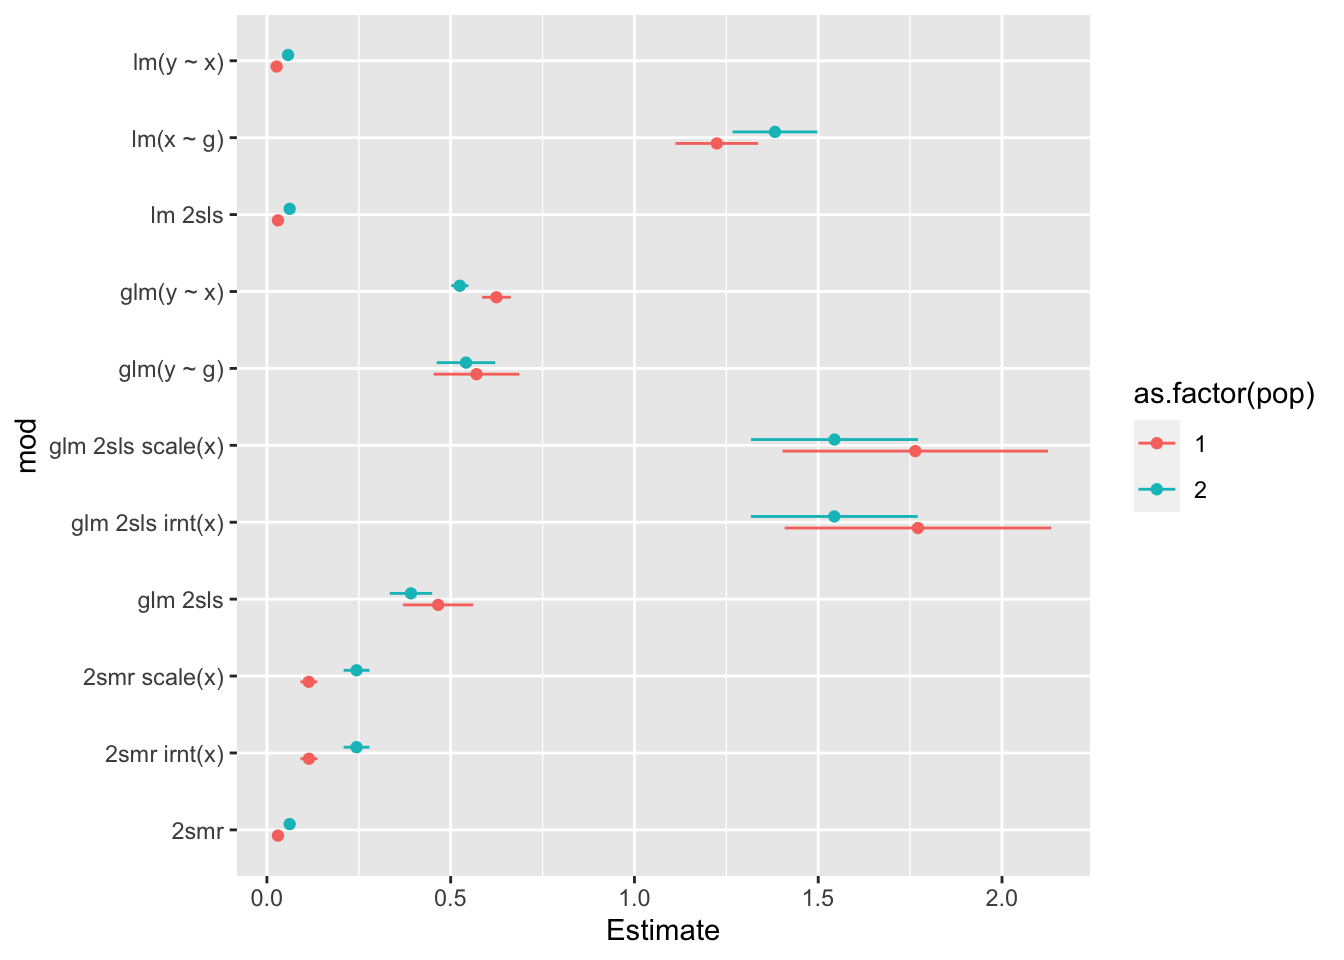 lm(y ~ x)
lm(x ~ g)
lm 2sls
glm(y ~ x)
glm(y ~ g)
glm 2sls scale(x)
glm 2sls irnt(x)
glm 2sls
2smr scale(x)
2smr irnt(x)
2smr
mod
0.0 0.5 1.0 1.5 2.0
Estimate
as.factor(pop)
1
2